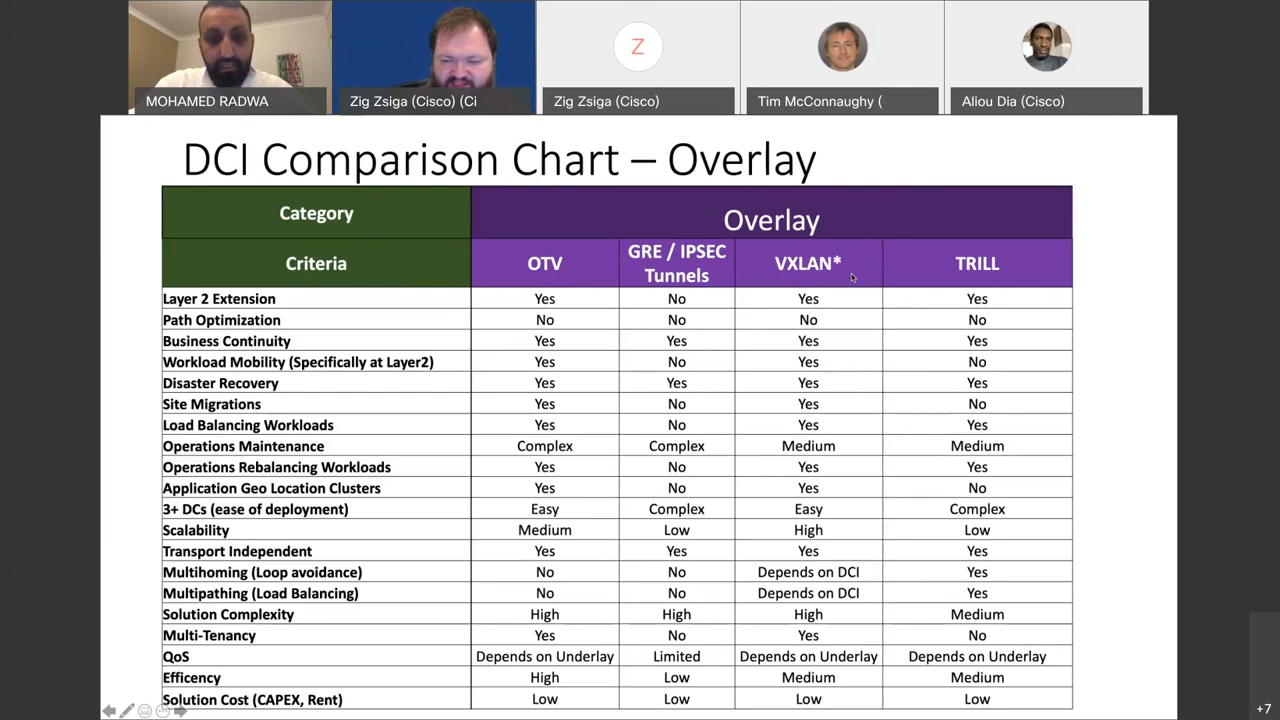 MOHAMED RADWA
Zig Zsiga (Cisco) (Ci
Z
Zig Zsiga (Cisco)
Tim McConnaughy (
Aliou Dia (Cisco)
DCI Comparison Chart – Overlay
Category Overlay
Criteria OTV GRE / IPSEC Tunnels VXLAN* TRILL
Layer 2 Extension Yes No Yes Yes
Path Optimization No No No No
Business Continuity Yes Yes Yes Yes
Workload Mobility (Specifically at Layer2) Yes No Yes No
Disaster Recovery Yes Yes Yes Yes
Site Migrations Yes No Yes No
Load Balancing Workloads Yes No Yes Yes
Operations Maintenance Complex Complex Medium Medium
Operations Rebalancing Workloads Yes No Yes Yes
Application Geo Location Clusters Yes No Yes No
3+ DCs (ease of deployment) Easy Complex Easy Complex
Scalability Medium Low High Low
Transport Independent Yes Yes Yes Yes
Multihoming (Loop avoidance) No No Depends on DCI Yes
Multipathing (Load Balancing) No No Depends on DCI Yes
Solution Complexity High High High Medium
Multi-Tenancy Yes No Yes No
QoS Depends on Underlay Limited Depends on Underlay Depends on Underlay
Efficency High Low Medium Medium
Solution Cost (CAPEX, Rent) Low Low Low Low
+7